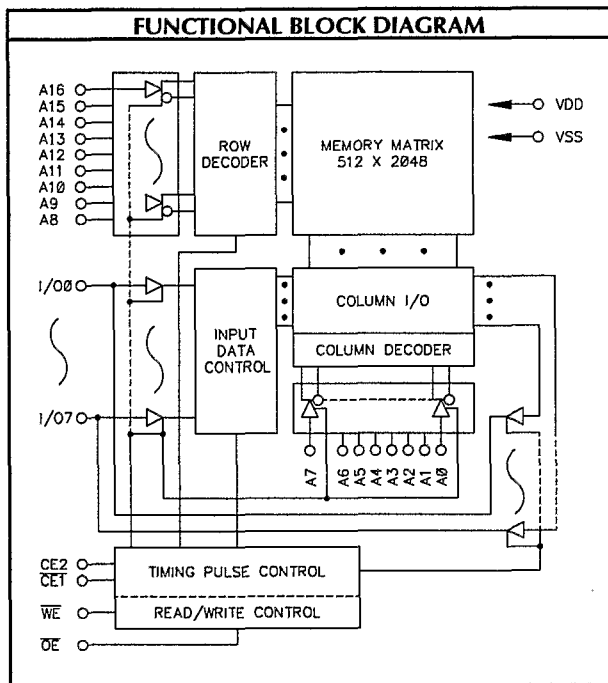 FUNCTIONAL BLOCK DIAGRAM
A16
A15
A14
A13
A12
A11
A10
A9
A8
ROW
DECODER
MEMORY MATRIX
512 X 2048
VDD
VSS
I/O0
I/O7
INPUT
DATA
CONTROL
COLUMN I/O
COLUMN DECODER
A7
A6
A5
A4
A3
A2
A1
A0
CE2
CE1
WE
OE
TIMING PULSE CONTROL
READ/WRITE CONTROL